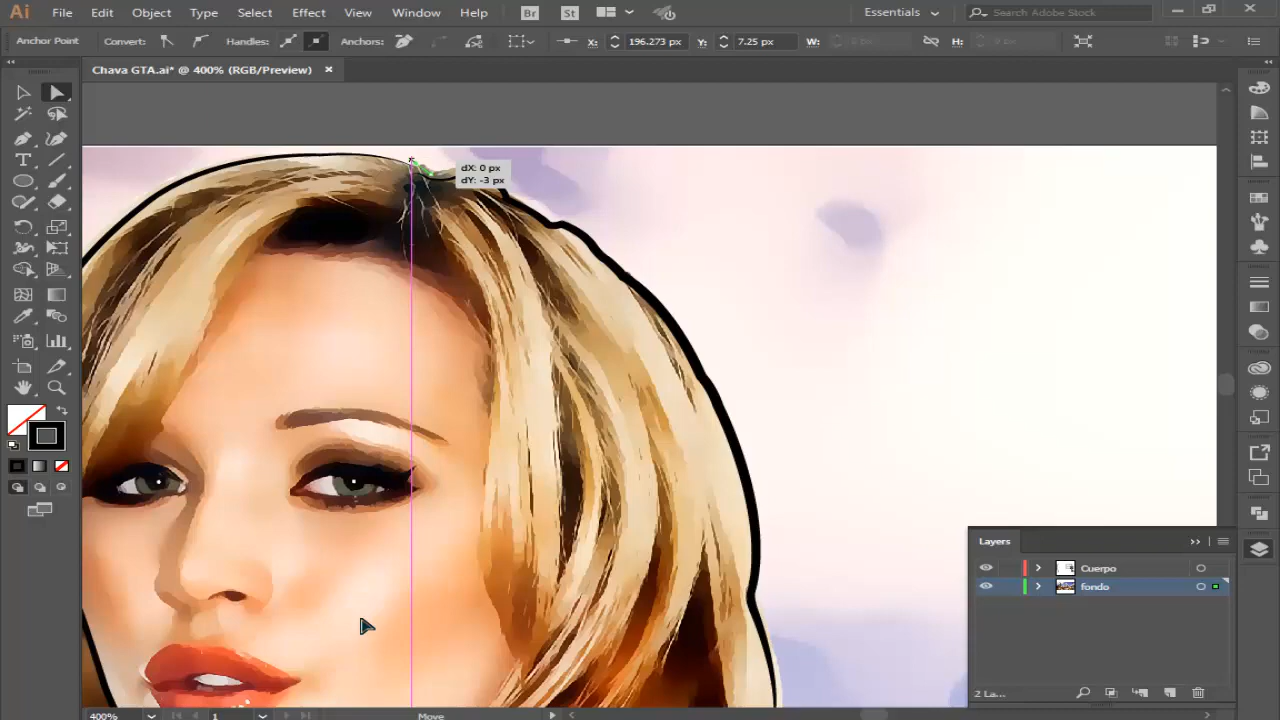 Ai File Edit Object Type Select Effect View Window Help Br St Essentials Search Adobe Stock
Anchor Point Convert: Handles: Anchors: X: 196.273 px Y: 7.25 px W: H:
Chava GTA.ai* @ 400% (RGB/Preview)
dX: 0 px
dY: -3 px
Layers
Cuerpo
fondo
2 La...
400% 1 Move